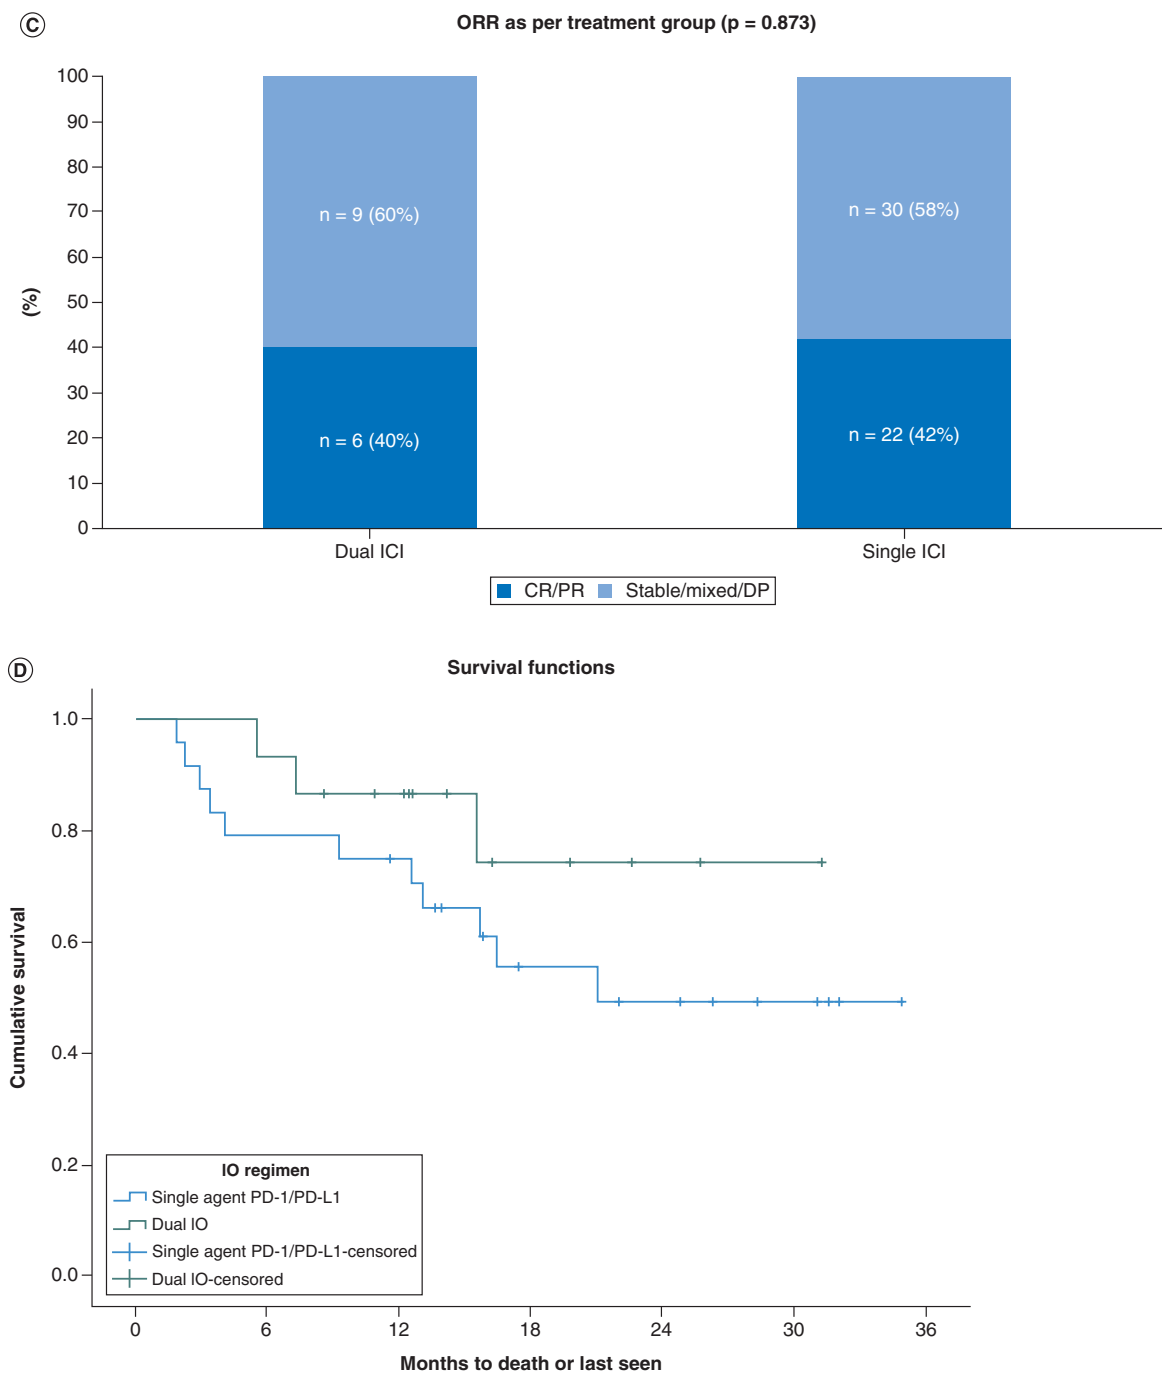 C
ORR as per treatment group (p = 0.873)
(%)
100
90
80
70
60
50
40
30
20
10
0
n = 9 (60%)
n = 30 (58%)
n = 6 (40%)
n = 22 (42%)
Dual ICI
Single ICI
CR/PR
Stable/mixed/DP
D
Survival functions
Cumulative survival
1.0
0.8
0.6
0.4
0.2
0.0
IO regimen
Single agent PD-1/PD-L1
Dual IO
Single agent PD-1/PD-L1-censored
Dual IO-censored
0
6
12
18
24
30
36
Months to death or last seen